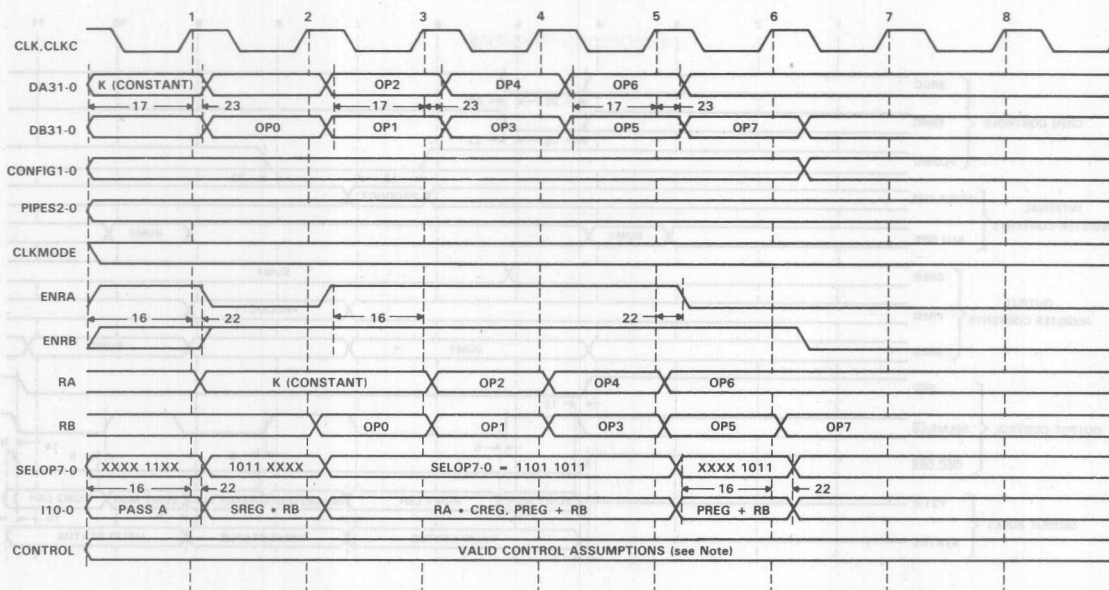 1 2 3 4 5 6 7 8
CLK,CLKC
DA31-0 K (CONSTANT) OP2 DP4 OP6
17 23 17 23 17 23
DB31-0 OP0 OP1 OP3 OP5 OP7
CONFIG1-0
PIPES2-0
CLKMODE
ENRA
16 22 16 22
ENRB
RA K (CONSTANT) OP2 OP4 OP6
RB OP0 OP1 OP3 OP5 OP7
SELOP7-0 XXXX 11XX 1011 XXXX SELOP7-0 = 1101 1011 XXXX 1011
16 22 16 22
I10-0 PASS A SREG • RB RA • CREG, PREG + RB PREG + RB
CONTROL VALID CONTROL ASSUMPTIONS (see Note)